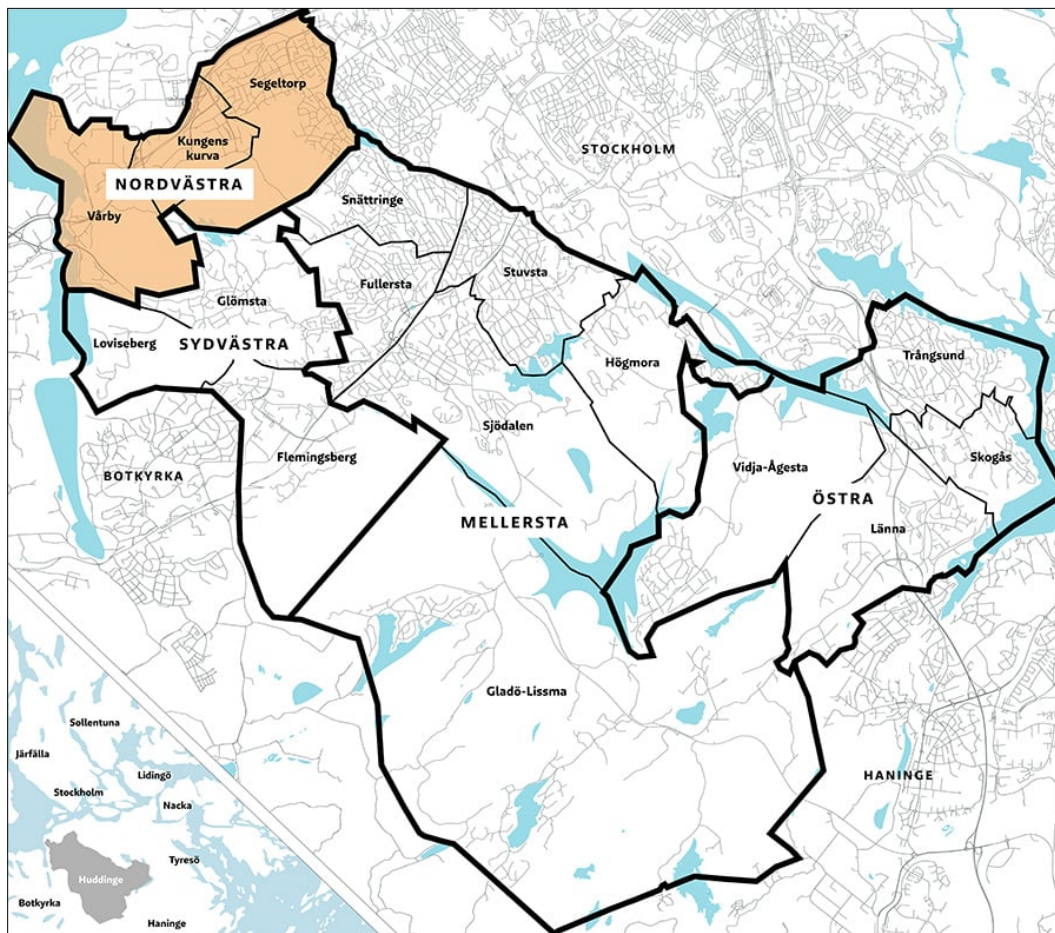 Segeltorp
Kungens
kurva
STOCKHOLM
NORDVÄSTRA
Snättringe
Vårby
Stuvsta
Fullersta
Glömsta
Loviseberg
SYDVÄSTRA
Högmora
Trångsund
Sjödalen
Flemingsberg
Skogås
Vidja-Ågesta
BOTKYRKA
ÖSTRA
MELLERSTA
Länna
Gladö-Lissma
HANINGE
Sollentuna
Järfälla
Lidingö
Stockholm
Nacka
Tyresö
Huddinge
Botkyrka
Haninge